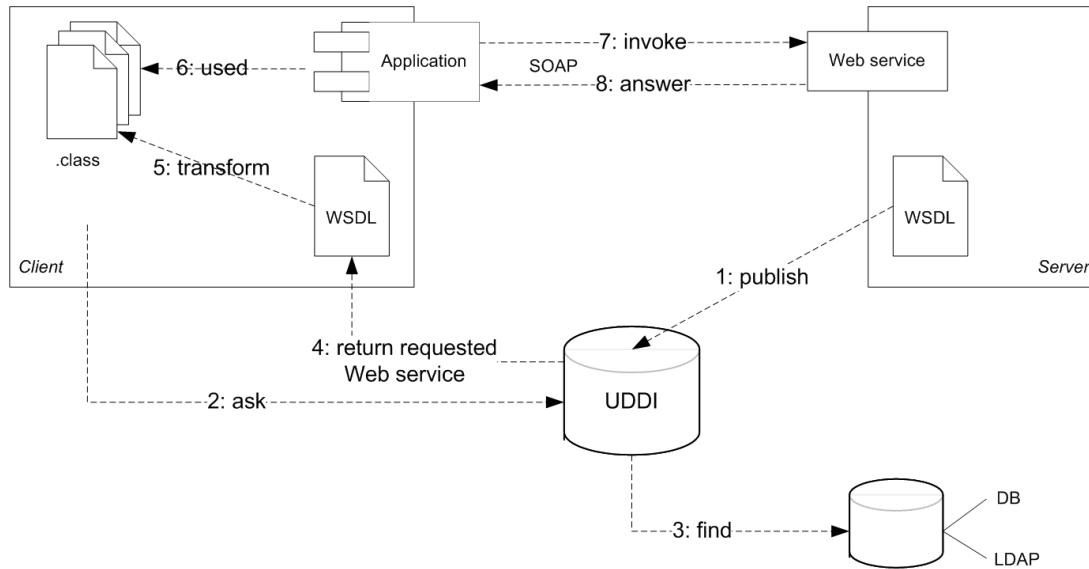 7: invoke
6: used
Application
SOAP
Web service
8: answer
.class
5: transform
WSDL
WSDL
Client
1: publish
Server
4: return requested
Web service
2: ask
UDDI
3: find
DB
LDAP